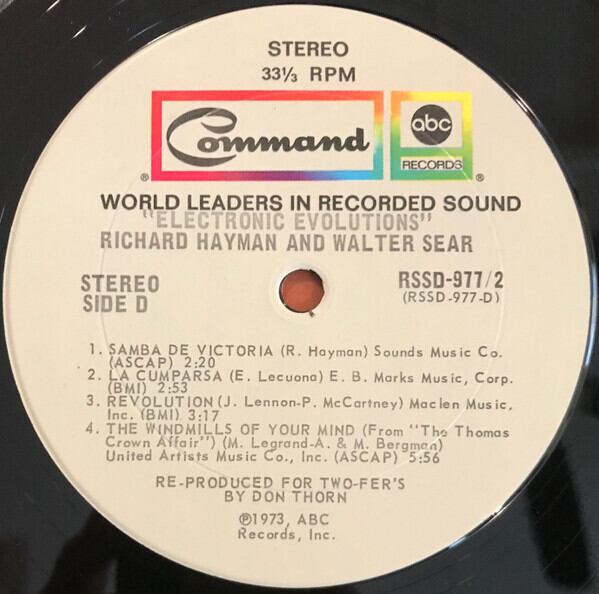 STEREO
33⅓ RPM
Command
abc
RECORDS
® ®
WORLD LEADERS IN RECORDED SOUND
"ELECTRONIC EVOLUTIONS"
RICHARD HAYMAN AND WALTER SEAR
STEREO
SIDE D
RSSD-977/2
(RSSD-977-D)
1. SAMBA DE VICTORIA (R. Hayman) Sounds Music Co.
(ASCAP) 2:20
2. LA CUMPARSA (E. Lecuona) E. B. Marks Music, Corp.
(BMI) 2:53
3. REVOLUTION (J. Lennon-P. McCartney) Maclen Music,
Inc. (BMI) 3:17
4. THE WINDMILLS OF YOUR MIND (From "The Thomas
Crown Affair") (M. Legrand-A. & M. Bergman)
United Artists Music Co., Inc. (ASCAP) 5:56
RE-PRODUCED FOR TWO-FER'S
BY DON THORN
℗1973, ABC
Records, Inc.